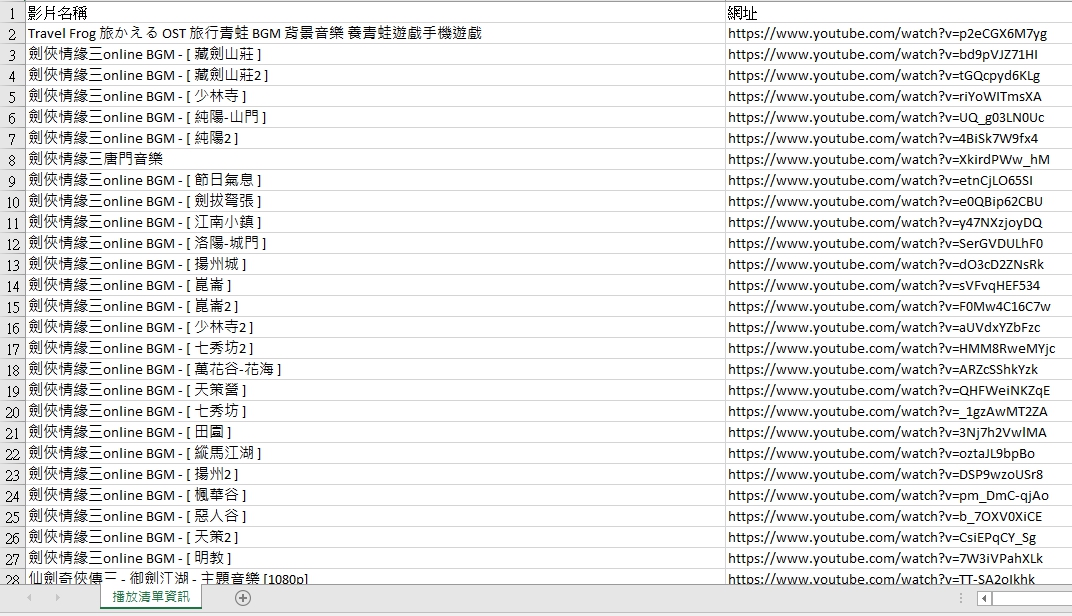 1 影片名稱 網址
2 Travel Frog 旅かえる OST 旅行青蛙 BGM 背景音樂 養青蛙遊戲手機遊戲 https://www.youtube.com/watch?v=p2eCGX6M7yg
3 劍俠情緣三online BGM - [ 藏劍山莊 ] https://www.youtube.com/watch?v=bd9pVJZ71HI
4 劍俠情緣三online BGM - [ 藏劍山莊2 ] https://www.youtube.com/watch?v=tGQcpyd6KLg
5 劍俠情緣三online BGM - [ 少林寺 ] https://www.youtube.com/watch?v=riYoWITmsXA
6 劍俠情緣三online BGM - [ 純陽-山門 ] https://www.youtube.com/watch?v=UQ_g03LN0Uc
7 劍俠情緣三online BGM - [ 純陽2 ] https://www.youtube.com/watch?v=4BiSk7W9fx4
8 劍俠情緣三唐門音樂 https://www.youtube.com/watch?v=XkirdPWw_hM
9 劍俠情緣三online BGM - [ 節日氣息 ] https://www.youtube.com/watch?v=etnCjLO65SI
10 劍俠情緣三online BGM - [ 劍拔弩張 ] https://www.youtube.com/watch?v=e0QBip62CBU
11 劍俠情緣三online BGM - [ 江南小鎮 ] https://www.youtube.com/watch?v=y47NXzjoyDQ
12 劍俠情緣三online BGM - [ 洛陽-城門 ] https://www.youtube.com/watch?v=SerGVDULhF0
13 劍俠情緣三online BGM - [ 揚州城 ] https://www.youtube.com/watch?v=dO3cD2ZNsRk
14 劍俠情緣三online BGM - [ 崑崙 ] https://www.youtube.com/watch?v=sVFvqHEF534
15 劍俠情緣三online BGM - [ 崑崙2 ] https://www.youtube.com/watch?v=F0Mw4C16C7w
16 劍俠情緣三online BGM - [ 少林寺2 ] https://www.youtube.com/watch?v=aUVdxYZbFzc
17 劍俠情緣三online BGM - [ 七秀坊2 ] https://www.youtube.com/watch?v=HMM8RweMYjc
18 劍俠情緣三online BGM - [ 萬花谷-花海 ] https://www.youtube.com/watch?v=ARZcSShkYzk
19 劍俠情緣三online BGM - [ 天策營 ] https://www.youtube.com/watch?v=QHFWeiNKZqE
20 劍俠情緣三online BGM - [ 七秀坊 ] https://www.youtube.com/watch?v=_1gzAwMT2ZA
21 劍俠情緣三online BGM - [ 田園 ] https://www.youtube.com/watch?v=3Nj7h2VwlMA
22 劍俠情緣三online BGM - [ 縱馬江湖 ] https://www.youtube.com/watch?v=oztaJL9bpBo
23 劍俠情緣三online BGM - [ 揚州2 ] https://www.youtube.com/watch?v=DSP9wzoUSr8
24 劍俠情緣三online BGM - [ 楓華谷 ] https://www.youtube.com/watch?v=pm_DmC-qjAo
25 劍俠情緣三online BGM - [ 惡人谷 ] https://www.youtube.com/watch?v=b_7OXV0XiCE
26 劍俠情緣三online BGM - [ 天策2 ] https://www.youtube.com/watch?v=CsiEPqCY_Sg
27 劍俠情緣三online BGM - [ 明教 ] https://www.youtube.com/watch?v=7W3iVPahXLk
28 仙劍奇俠傳三 - 御劍江湖 - 主題音樂 [1080p] https://www.youtube.com/watch?v=TT-SA2oIkhk
播放清單資訊